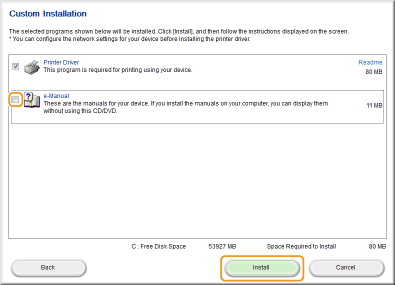 Custom Installation
The selected programs shown below will be installed. Click [Install], and then follow the instructions displayed on the screen.
* You can configure the network settings for your device before installing the printer driver.
Printer Driver
Readme
This program is required for printing using your device.
80 MB
e-Manual
These are the manuals for your device. If you install the manuals on your computer, you can display them
without using this CD/DVD.
11 MB
C : Free Disk Space 53927 MB Space Required to Install 80 MB
Back Install Cancel